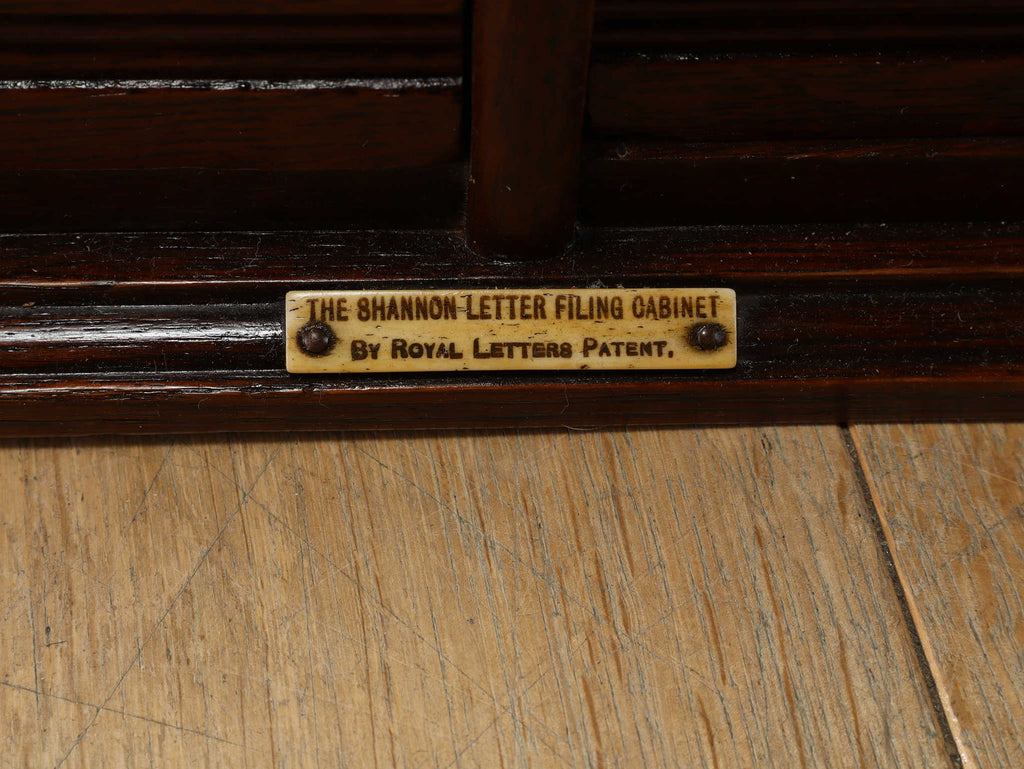 THE SHANNON LETTER FILING CABINET
BY ROYAL LETTERS PATENT.